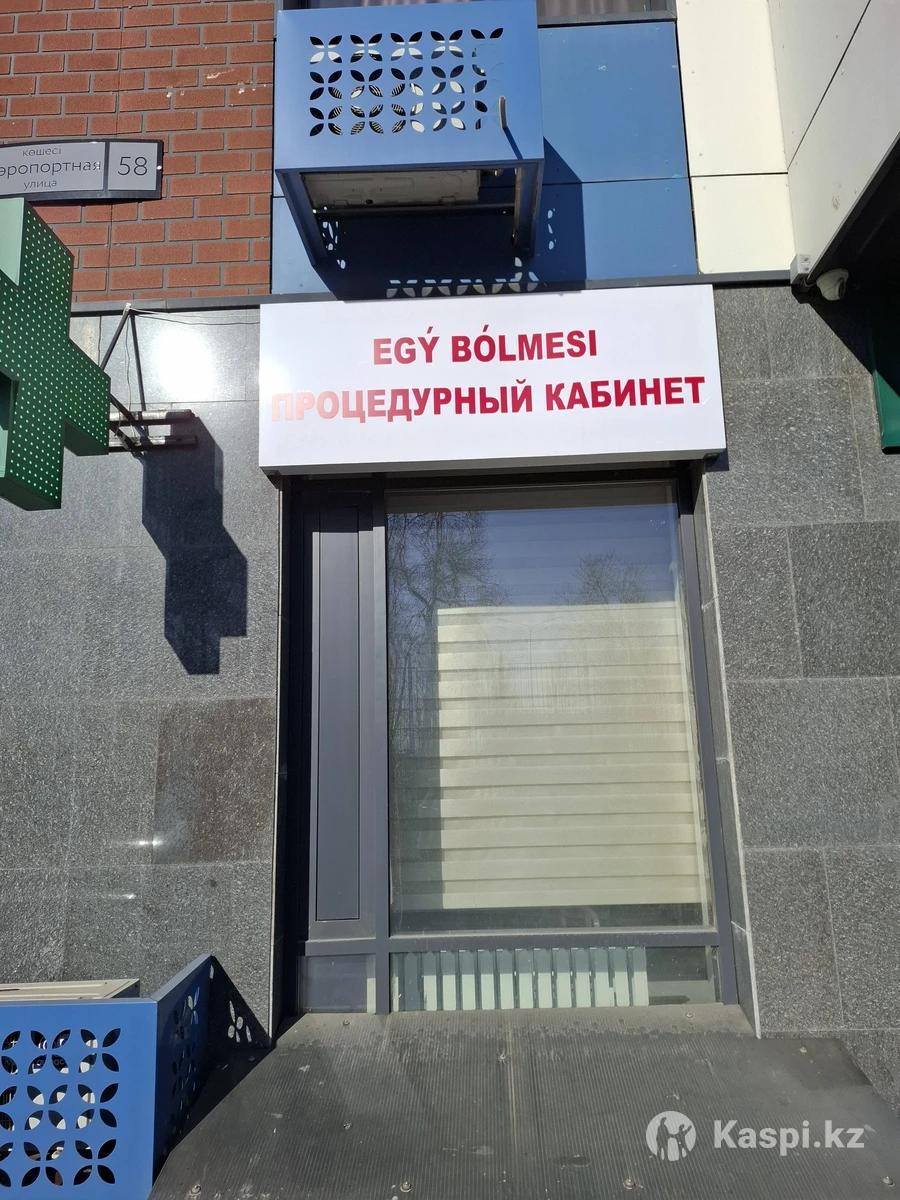 көшесі
эропортная
улица
58
EGÝ BÓLMESI
ПРОЦЕДУРНЫЙ КАБИНЕТ
Kaspi.kz